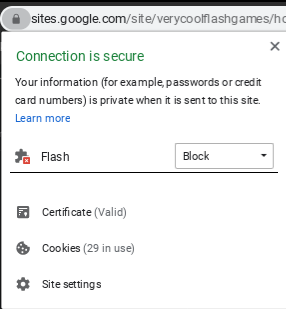 sites.google.com/site/verycoolflashgames/ho
Connection is secure
Your information (for example, passwords or credit
card numbers) is private when it is sent to this site.
Learn more
Flash
Block
Certificate (Valid)
Cookies (29 in use)
Site settings